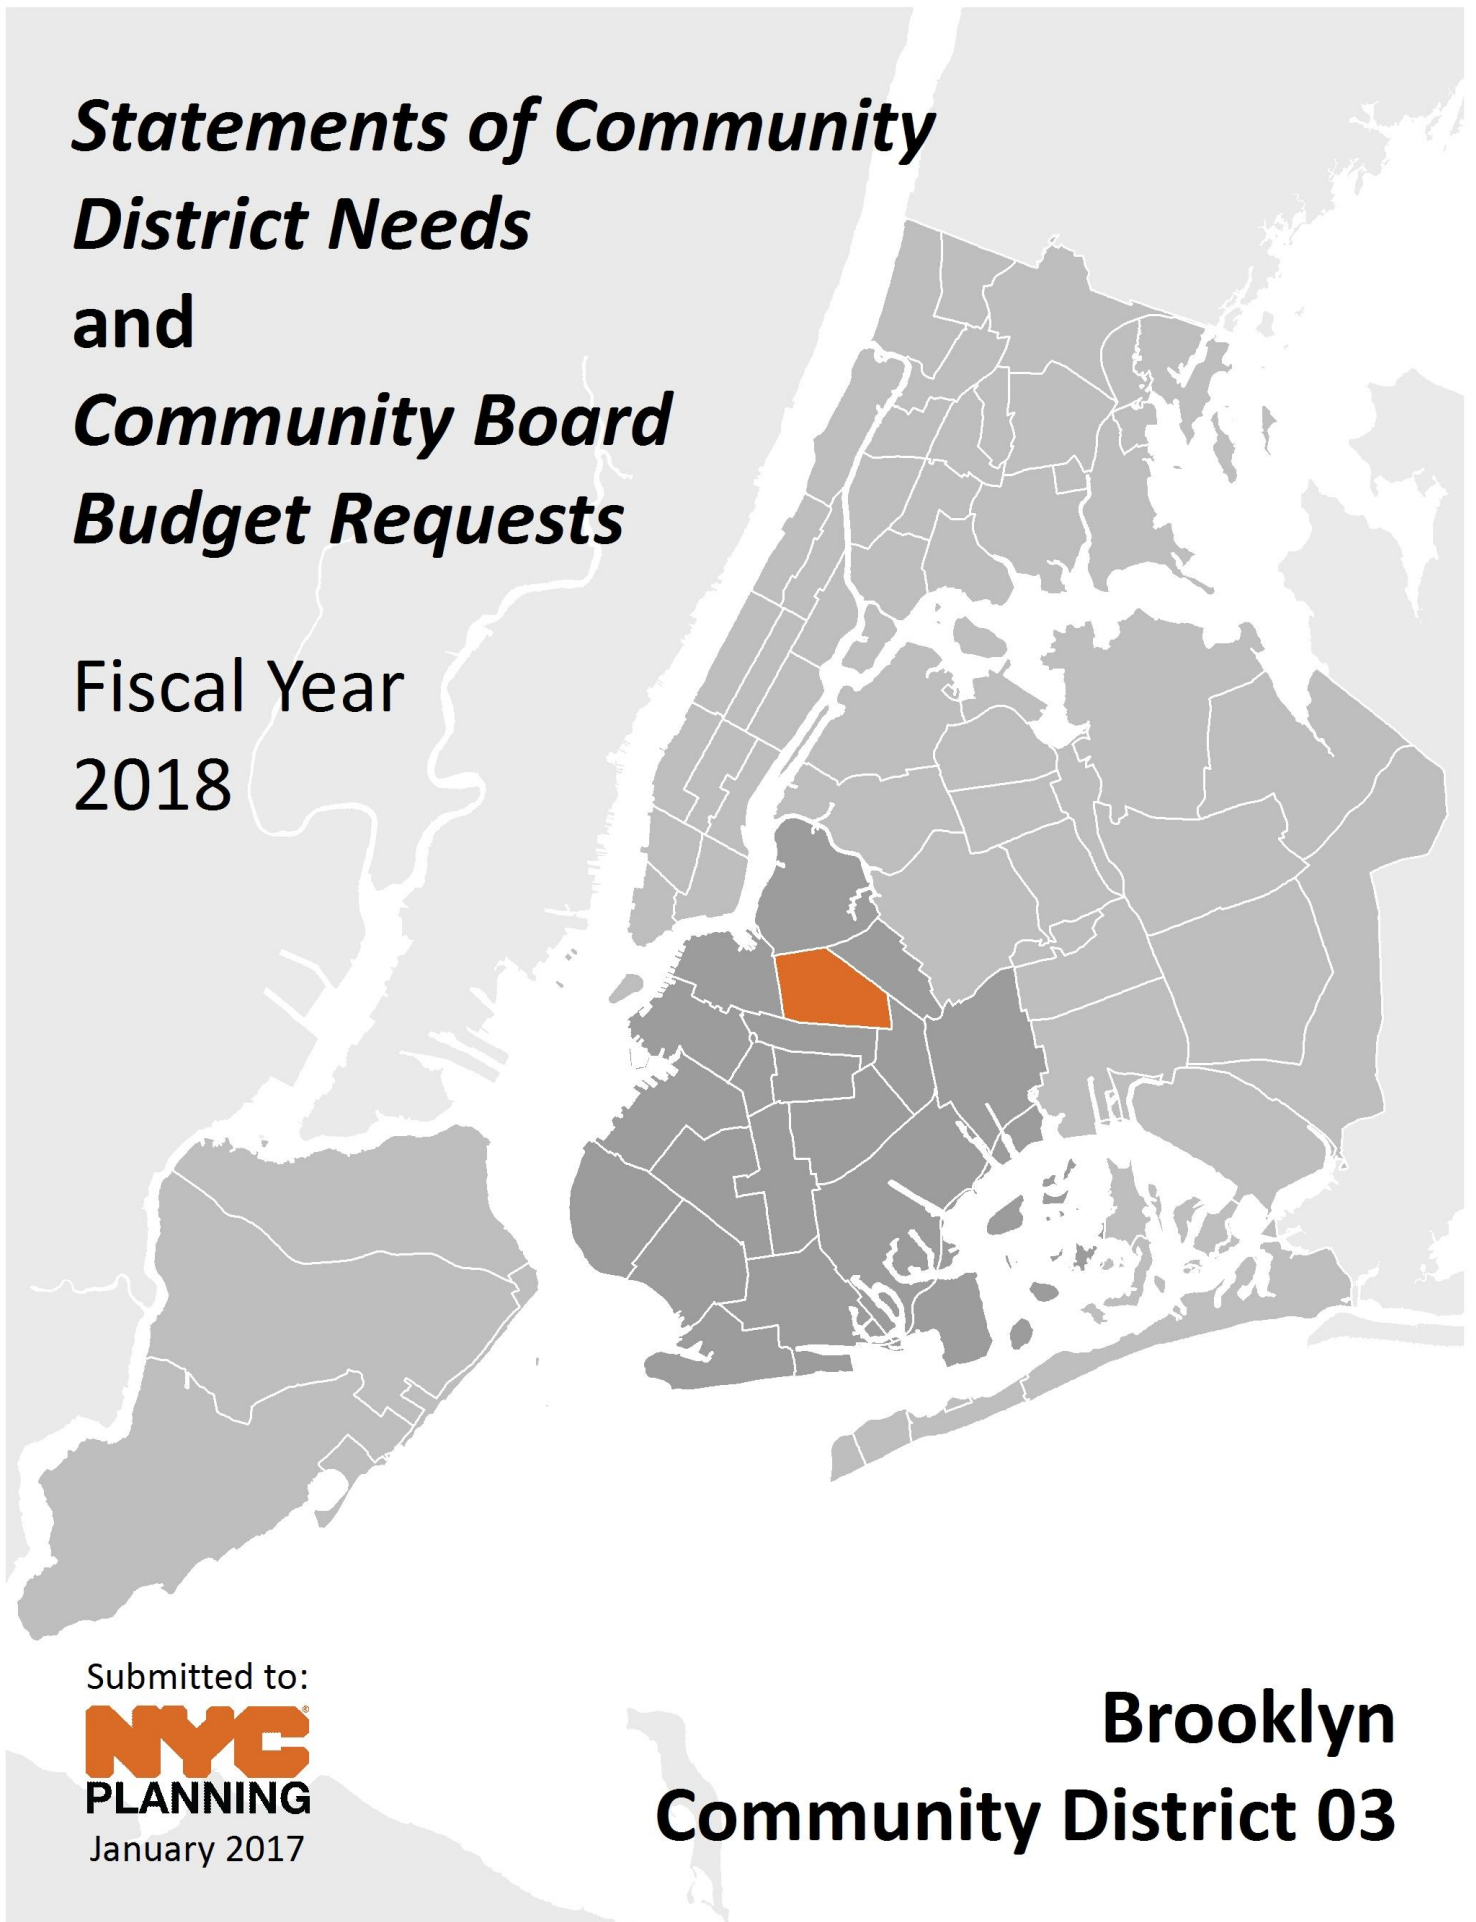 Statements of Community
District Needs
and
Community Board
Budget Requests
Fiscal Year
2018
Submitted to:
NYC®
PLANNING
January 2017
Brooklyn
Community District 03